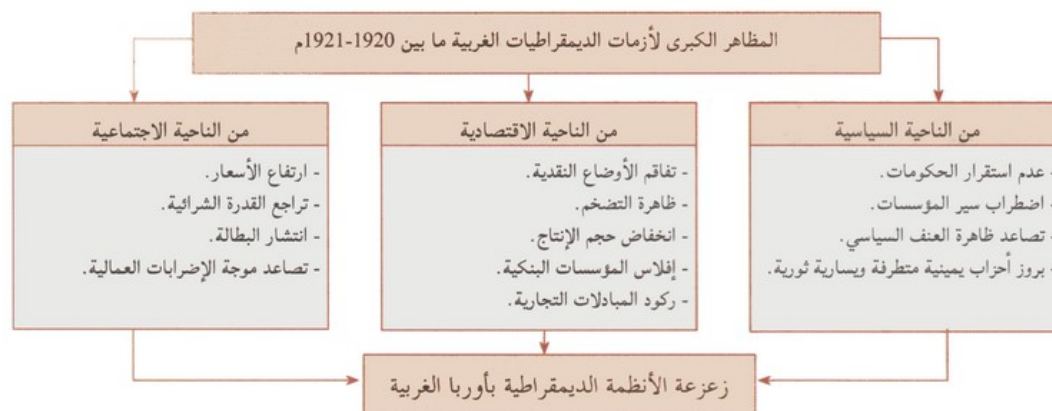 المظاهر الكبرى لأزمات الديمقراطيات الغربية ما بين 1920-1921م
من الناحية السياسية
- عدم استقرار الحكومات.
- اضطراب سير المؤسسات.
- تصاعد ظاهرة العنف السياسي.
- بروز أحزاب يمينية متطرفة ويسارية ثورية.
من الناحية الاقتصادية
- تفاقم الأوضاع النقدية.
- ظاهرة التضخم.
- انخفاض حجم الإنتاج.
- إفلاس المؤسسات البنكية.
- ركود المبادلات التجارية.
من الناحية الاجتماعية
- ارتفاع الأسعار.
- تراجع القدرة الشرائية.
- انتشار البطالة.
- تصاعد موجة الإضرابات العمالية.
زعزعة الأنظمة الديمقراطية بأوربا الغربية